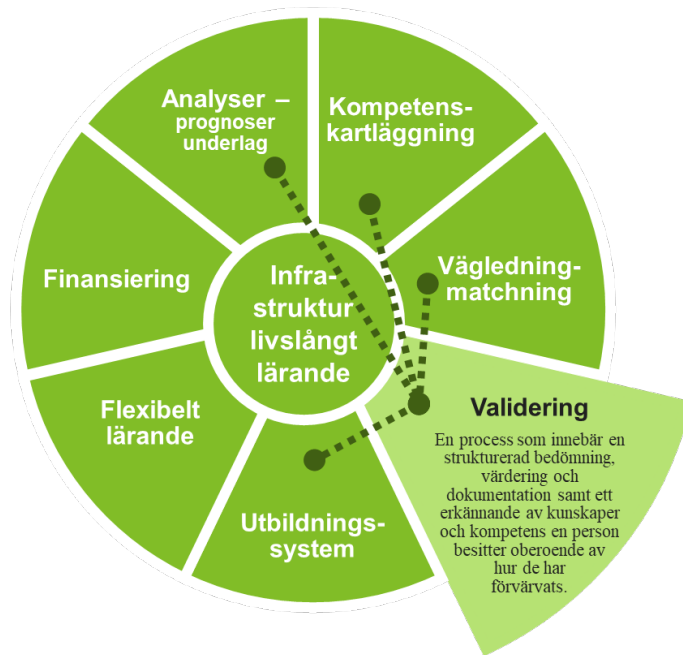 Analyser –
prognoser
underlag
Kompetens-
kartläggning
Finansiering
Infra-
struktur
livslångt
lärande
Vägledning-
matchning
Flexibelt
lärande
Utbildnings-
system
Validering
En process som innebär en
strukturerad bedömning,
värdering och
dokumentation samt ett
erkännande av kunskaper
och kompetens en person
besitter oberoende av
hur de har
förvärvats.